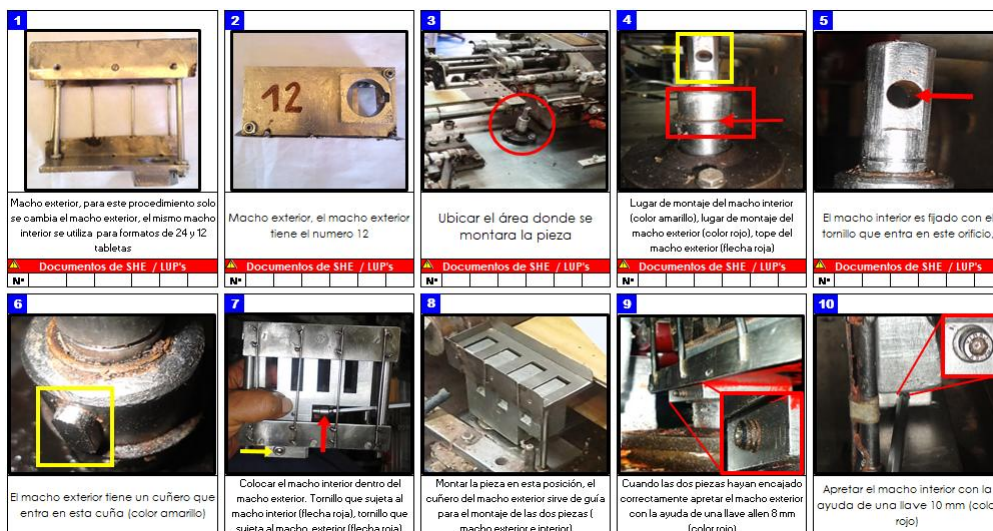 1
Macho exterior, para este procedimiento solo
se cambia el macho exterior, el mismo macho
interior se utiliza para formatos de 24 y 12
tabletas
Documentos de SHE / LUP's
N°
2
12
Macho exterior, el macho exterior
tiene el numero 12
Documentos de SHE / LUP's
N°
3
Ubicar el área donde se
montara la pieza
Documentos de SHE / LUP's
N°
4
Lugar de montaje del macho interior
(color amarillo), lugar de montaje del
macho exterior (color rojo), tope del
macho exterior (flecha roja)
Documentos de SHE / LUP's
N°
5
El macho interior es fijado con el
tornillo que entra en este orificio,
Documentos de SHE / LUP's
N°
6
El macho exterior tiene un cuñero que
entra en esta cuña (color amarillo)
7
Colocar el macho interior dentro del
macho exterior. Tornillo que sujeta al
macho interior (flecha roja), tornillo que
sujeta al macho exterior (flecha roja)
8
Montar la pieza en esta posición, el
cuñero del macho exterior sirve de guía
para el montaje de las dos piezas (
macho exterior e interior)
9
Cuando las dos piezas hayan encajado
correctamente apretar el macho exterior
con la ayuda de una llave allen 8 mm
(color rojo)
10
Apretar el macho interior con la
ayuda de una llave 10 mm (color
rojo)